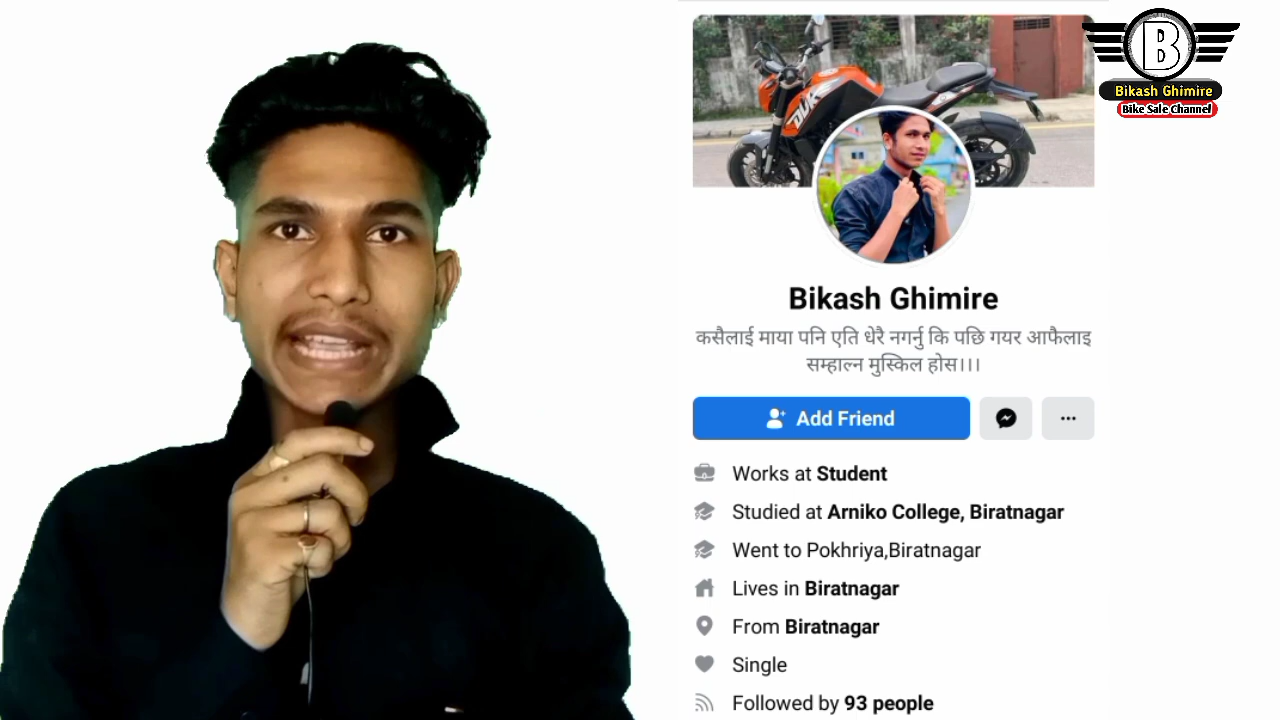 B
Bikash Ghimire
Bike Sale Channel
DUKE
Bikash Ghimire
कसैलाई माया पनि एति धेरै नगर्नु कि पछि गयर आफैलाइ
सम्हाल्न मुस्किल होस।।।
Add Friend
Works at Student
Studied at Arniko College, Biratnagar
Went to Pokhriya,Biratnagar
Lives in Biratnagar
From Biratnagar
Single
Followed by 93 people